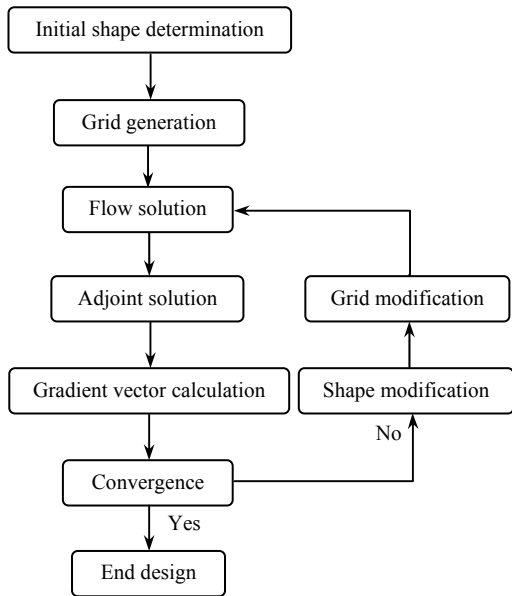 Initial shape determination
Grid generation
Flow solution
Adjoint solution
Grid modification
Gradient vector calculation
Shape modification
No
Convergence
Yes
End design